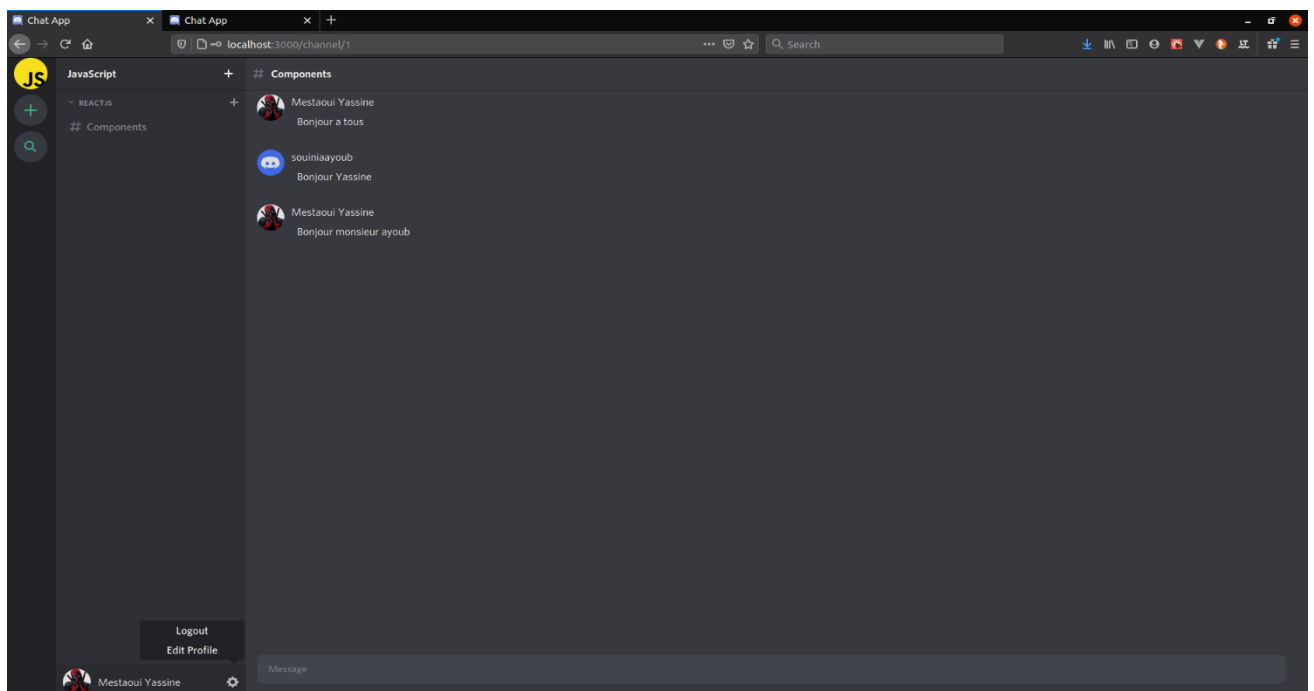 Chat App
Chat App
localhost:3000/channel/1
Search
JS
JavaScript
# Components
REACTJS
# Components
Mestaoui Yassine
Bonjour a tous
souiniaayoub
Bonjour Yassine
Mestaoui Yassine
Bonjour monsieur ayoub
Logout
Edit Profile
Message
Mestaoui Yassine